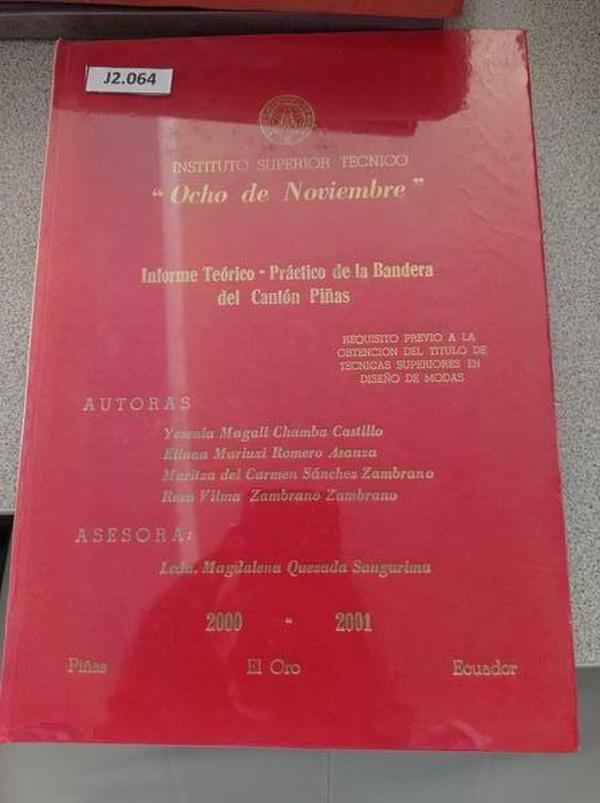 J2.064
INSTITUTO SUPERIOR TECNICO
“Ocho de Noviembre”
Informe Teórico - Práctico de la Bandera
del Cantón Piñas
REQUISITO PREVIO A LA
OBTENCION DEL TITULO DE
TECNICAS SUPERIORES EN
DISEÑO DE MODAS
AUTORAS
Yesenia Magali Chamba Castillo
Eliana Mariuxi Romero Asanza
Maritza del Carmen Sánchez Zambrano
Rosa Vilma Zambrano Zambrano
ASESORA:
Lcda. Magdalena Quezada Sangurima
2000 - 2001
Piñas El Oro Ecuador